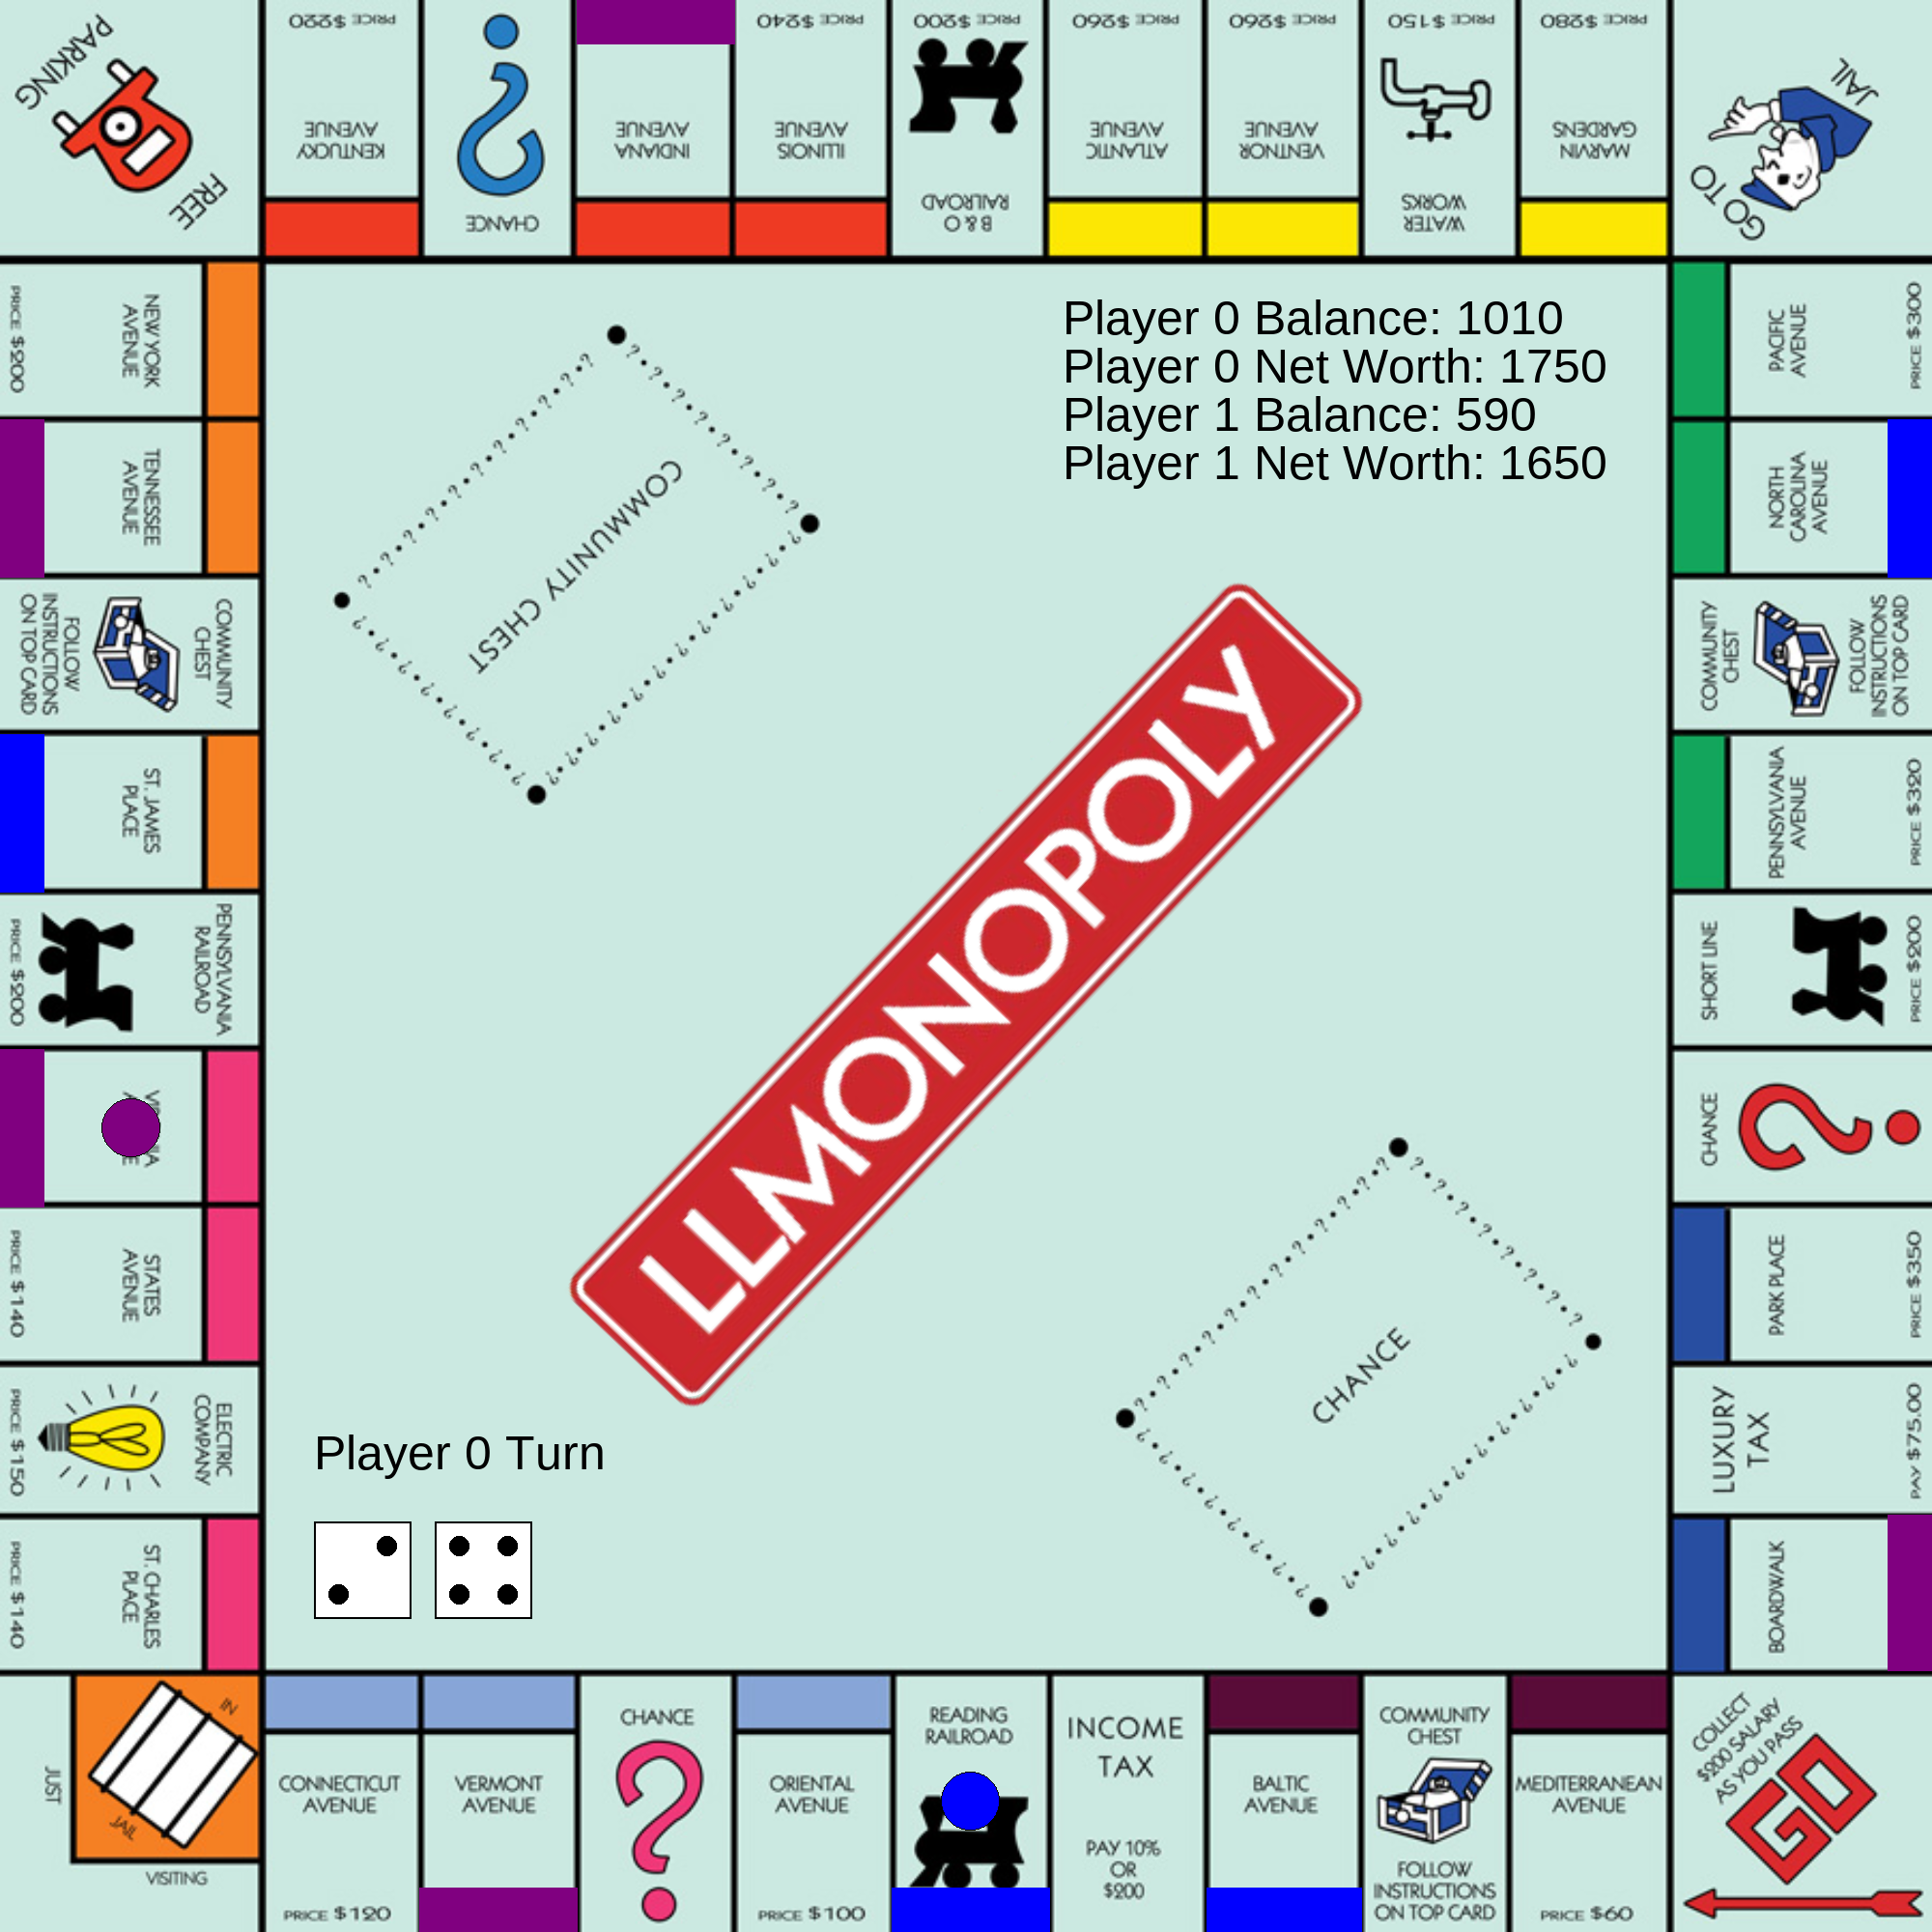 PARKING
FREE
PRICE $220
KENTUCKY
AVENUE
CHANCE
INDIANA
AVENUE
PRICE $240
ILLINOIS
AVENUE
PRICE $200
B & O
RAILROAD
PRICE $260
ATLANTIC
AVENUE
PRICE $260
VENTNOR
AVENUE
PRICE $150
WATER
WORKS
PRICE $280
MARVIN
GARDENS
GO TO
JAIL
NEW YORK
AVENUE
PRICE $200
TENNESSEE
AVENUE
COMMUNITY
CHEST
FOLLOW
INSTRUCTIONS
ON TOP CARD
ST. JAMES
PLACE
PENNSYLVANIA
RAILROAD
PRICE $200
STATES
AVENUE
PRICE $140
ELECTRIC
COMPANY
PRICE $150
ST. CHARLES
PLACE
PRICE $140
Player 0 Balance: 1010
Player 0 Net Worth: 1750
Player 1 Balance: 590
Player 1 Net Worth: 1650
COMMUNITY CHEST
LLMONOPOLY
CHANCE
Player 0 Turn
PACIFIC
AVENUE
PRICE $300
NORTH
CAROLINA
AVENUE
COMMUNITY
CHEST
FOLLOW
INSTRUCTIONS
ON TOP CARD
PENNSYLVANIA
AVENUE
PRICE $320
SHORT LINE
PRICE $200
CHANCE
PARK PLACE
PRICE $350
LUXURY
TAX
PAY $75.00
BOARDWALK
JUST
VISITING
IN
JAIL
CONNECTICUT
AVENUE
PRICE $120
VERMONT
AVENUE
CHANCE
ORIENTAL
AVENUE
PRICE $100
READING
RAILROAD
INCOME
TAX
PAY 10%
OR
$200
BALTIC
AVENUE
COMMUNITY
CHEST
FOLLOW
INSTRUCTIONS
ON TOP CARD
MEDITERRANEAN
AVENUE
PRICE $60
COLLECT
$200 SALARY
AS YOU PASS
GO